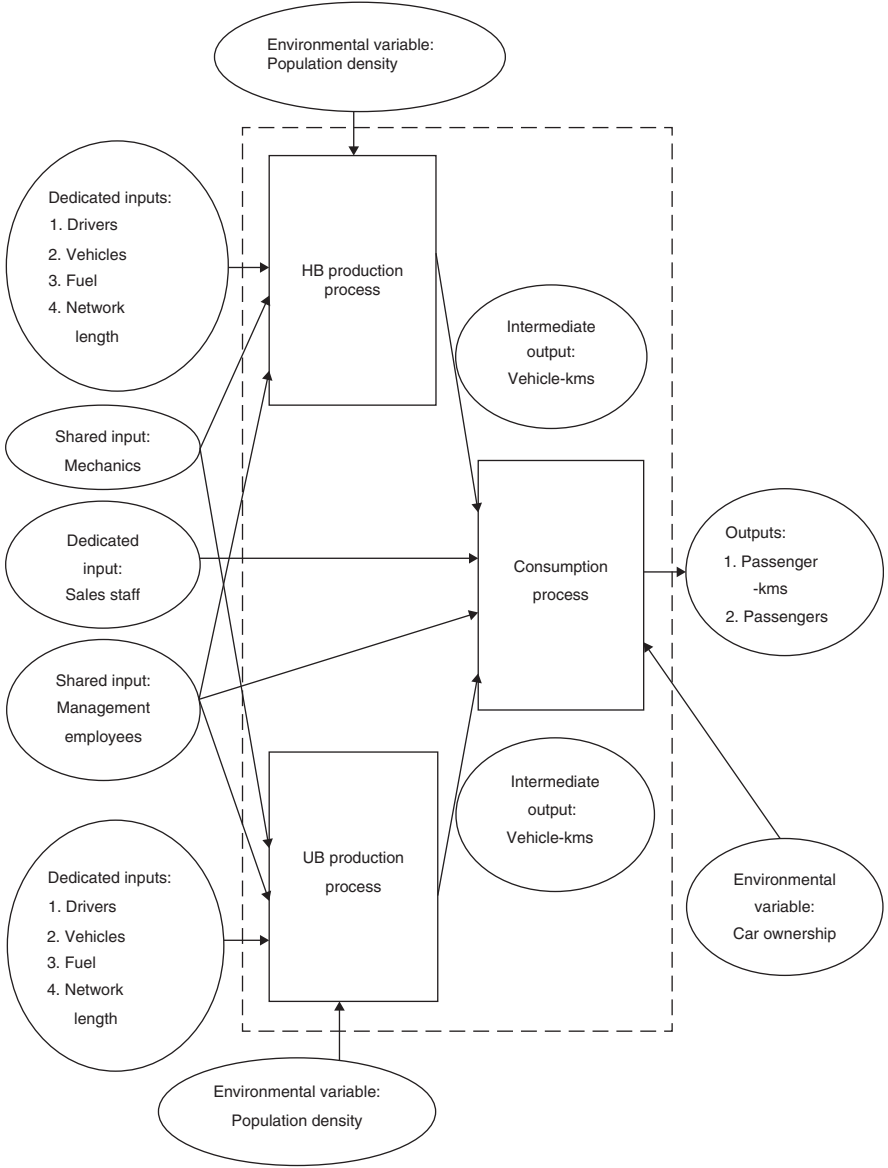 Environmental variable:
Population density
Dedicated inputs:
1. Drivers
2. Vehicles
3. Fuel
4. Network
length
HB production
process
Intermediate
output:
Vehicle-kms
Shared input:
Mechanics
Dedicated
input:
Sales staff
Consumption
process
Outputs:
1. Passenger
-kms
2. Passengers
Shared input:
Management
employees
Intermediate
output:
Vehicle-kms
UB production
process
Dedicated inputs:
1. Drivers
2. Vehicles
3. Fuel
4. Network
length
Environmental
variable:
Car ownership
Environmental variable:
Population density